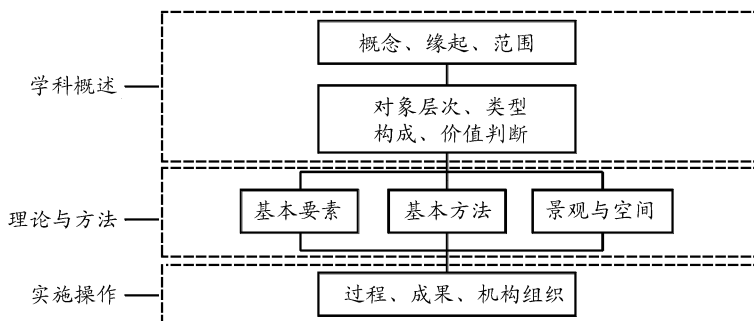 概念、缘起、范围
学科概述
对象层次、类型
构成、价值判断
理论与方法
基本要素
基本方法
景观与空间
实施操作
过程、成果、机构组织